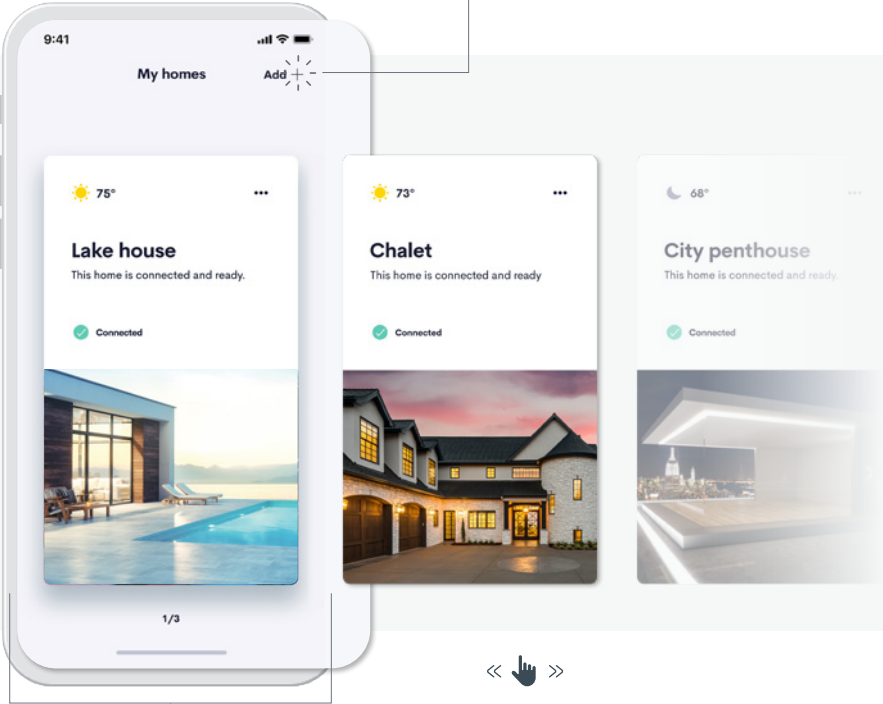 9:41
My homes
Add
75°
Lake house
This home is connected and ready.
Connected
73°
Chalet
This home is connected and ready
Connected
68°
City penthouse
This home is connected and ready.
Connected
1/3